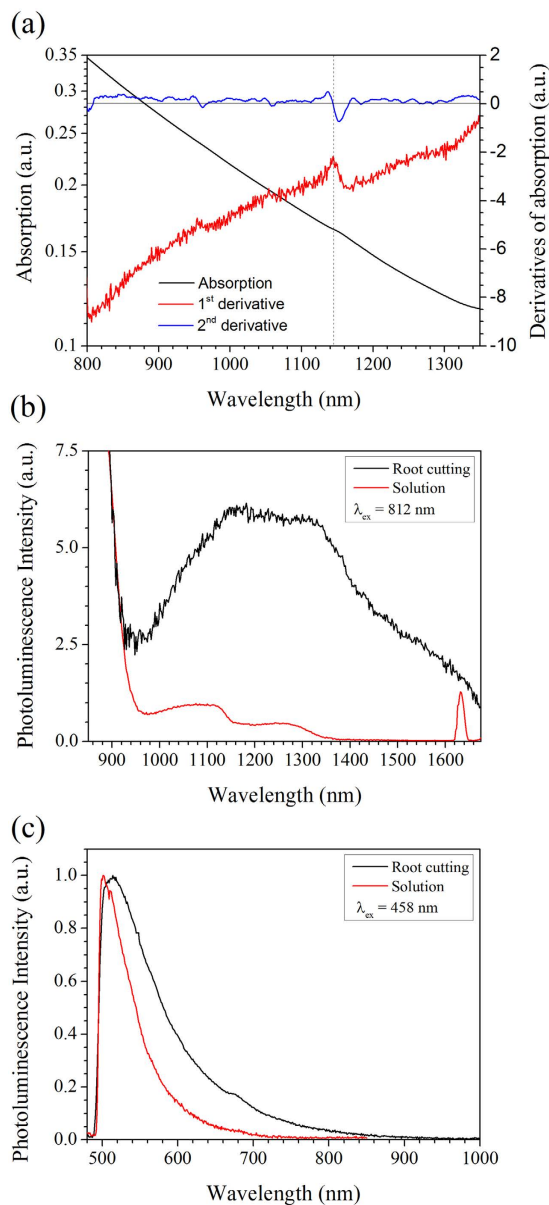 (a)
0.35
0.3
0.25
0.2
0.15
0.1
Absorption (a.u.)
2
0
-2
-4
-6
-8
-10
Derivatives of absorption (a.u.)
Absorption
1st derivative
2nd derivative
800 900 1000 1100 1200 1300
Wavelength (nm)
(b)
7.5
5.0
2.5
0.0
Photoluminescence Intensity (a.u.)
Root cutting
Solution
λex = 812 nm
900 1000 1100 1200 1300 1400 1500 1600
Wavelength (nm)
(c)
1.0
0.8
0.6
0.4
0.2
0.0
Photoluminescence Intensity (a.u.)
Root cutting
Solution
λex = 458 nm
500 600 700 800 900 1000
Wavelength (nm)